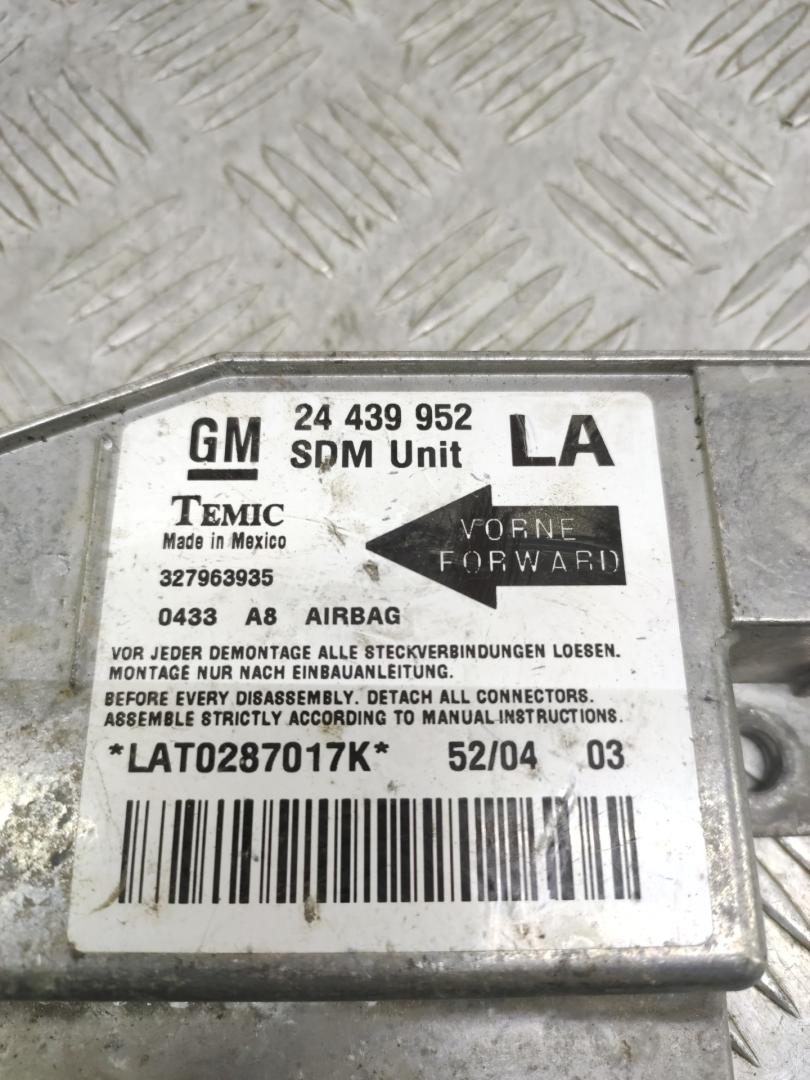 GM 24 439 952 LA
SDM Unit
TEMIC
Made in Mexico
VORNE
FORWARD
327963935
0433 A8 AIRBAG
VOR JEDER DEMONTAGE ALLE STECKVERBINDUNGEN LOESEN.
MONTAGE NUR NACH EINBAUANLEITUNG.
BEFORE EVERY DISASSEMBLY. DETACH ALL CONNECTORS.
ASSEMBLE STRICTLY ACCORDING TO MANUAL INSTRUCTIONS.
*LAT0287017K* 52/04 03